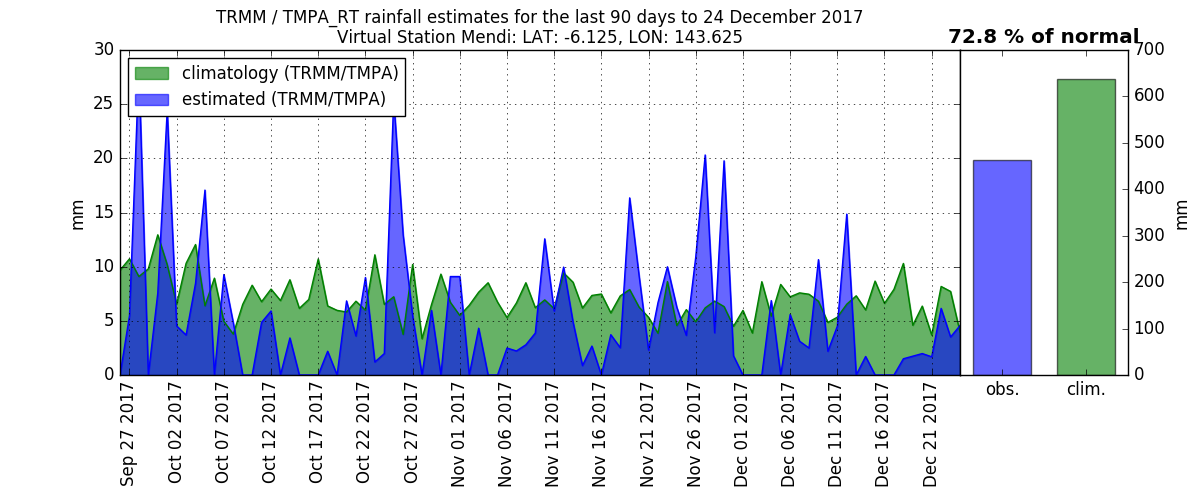 TRMM / TMPA_RT rainfall estimates for the last 90 days to 24 December 2017
Virtual Station Mendi: LAT: -6.125, LON: 143.625
72.8 % of normal
climatology (TRMM/TMPA)
estimated (TRMM/TMPA)
30
25
20
15
10
5
0
mm
Sep 27 2017
Oct 02 2017
Oct 07 2017
Oct 12 2017
Oct 17 2017
Oct 22 2017
Oct 27 2017
Nov 01 2017
Nov 06 2017
Nov 11 2017
Nov 16 2017
Nov 21 2017
Nov 26 2017
Dec 01 2017
Dec 06 2017
Dec 11 2017
Dec 16 2017
Dec 21 2017
obs.
clim.
700
600
500
400
300
200
100
0
mm